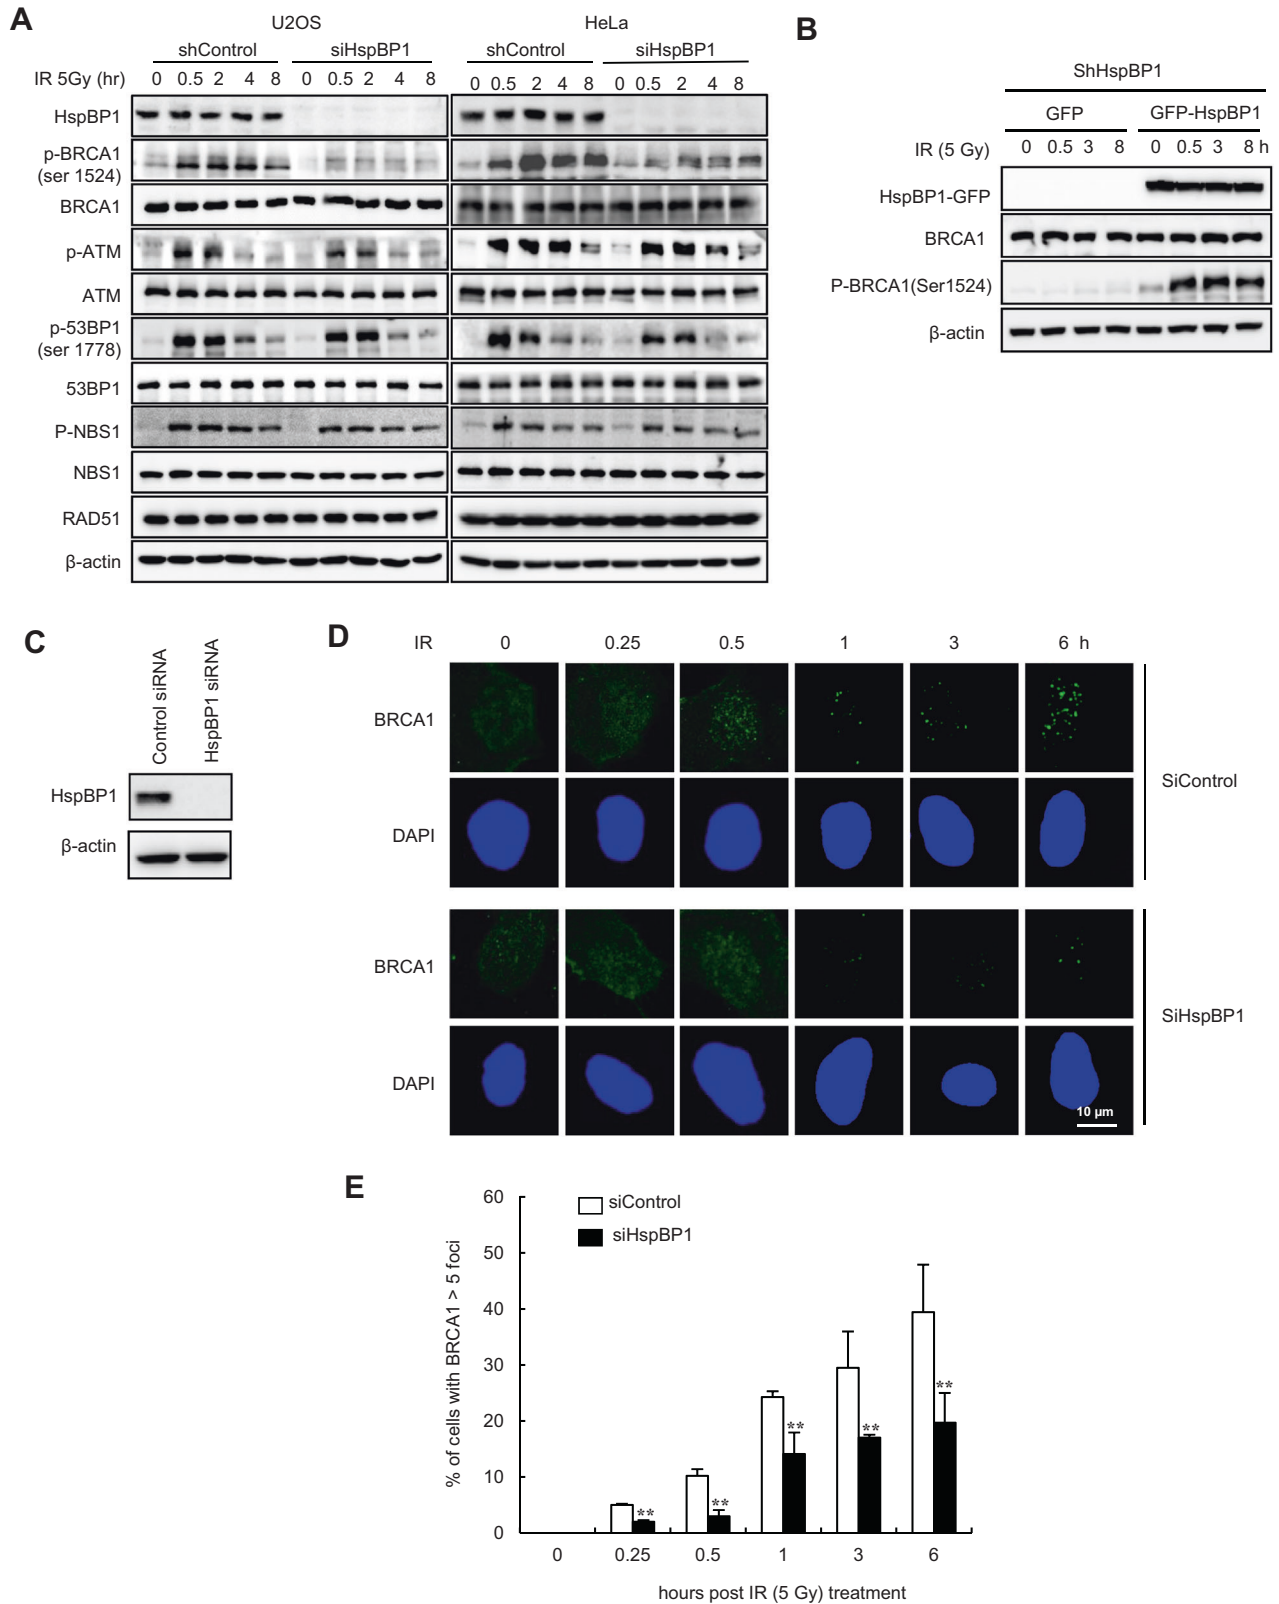 A
U2OS
HeLa
shControl
siHspBP1
shControl
siHspBP1
IR 5Gy (hr)
0 0.5 2 4 8 0 0.5 2 4 8
0 0.5 2 4 8 0 0.5 2 4 8
HspBP1
p-BRCA1
(ser 1524)
BRCA1
p-ATM
ATM
p-53BP1
(ser 1778)
53BP1
P-NBS1
NBS1
RAD51
β-actin
B
ShHspBP1
GFP
GFP-HspBP1
IR (5 Gy) 0 0.5 3 8 0 0.5 3 8 h
HspBP1-GFP
BRCA1
P-BRCA1(Ser1524)
β-actin
C
Control siRNA
HspBP1 siRNA
HspBP1
β-actin
D
IR 0 0.25 0.5 1 3 6 h
BRCA1
DAPI
SiControl
BRCA1
DAPI
SiHspBP1
10 µm
E
% of cells with BRCA1 > 5 foci
60
50
40
30
20
10
0
siControl
siHspBP1
** ** ** ** **
0 0.25 0.5 1 3 6
hours post IR (5 Gy) treatment